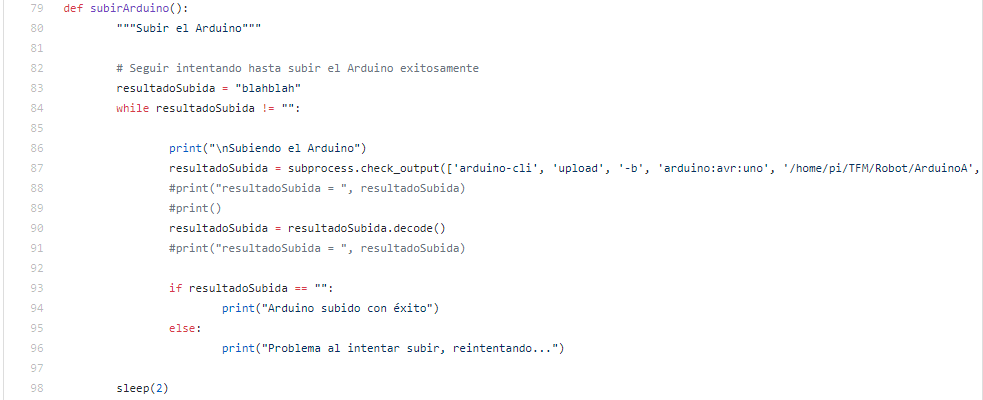 79 def subirArduino():
80 """Subir el Arduino"""
81
82 # Seguir intentando hasta subir el Arduino exitosamente
83 resultadoSubida = "blahblah"
84 while resultadoSubida != "":
85
86 print("\nSubiendo el Arduino")
87 resultadoSubida = subprocess.check_output(['arduino-cli', 'upload', '-b', 'arduino:avr:uno', '/home/pi/TFM/Robot/ArduinoA',
88 #print("resultadoSubida = ", resultadoSubida)
89 #print()
90 resultadoSubida = resultadoSubida.decode()
91 #print("resultadoSubida = ", resultadoSubida)
92
93 if resultadoSubida == "":
94 print("Arduino subido con éxito")
95 else:
96 print("Problema al intentar subir, reintentando...")
97
98 sleep(2)